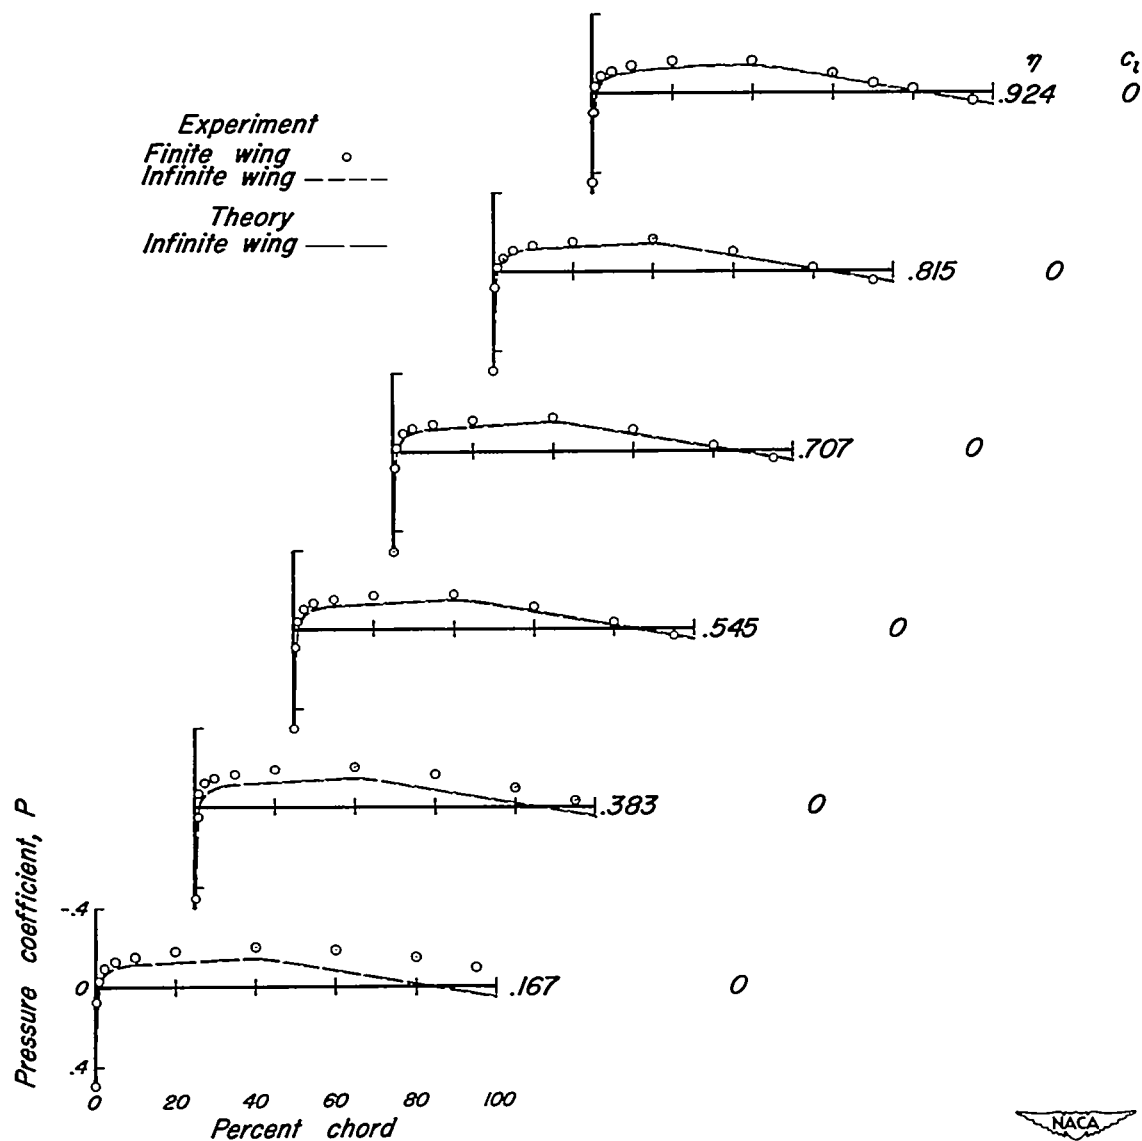 η c_l
.924 0
Experiment
Finite wing
Infinite wing
Theory
Infinite wing
.815 0
.707 0
.545 0
.383 0
Pressure coefficient, P
-.4
0
.4
.167 0
0 20 40 60 80 100
Percent chord
NACA